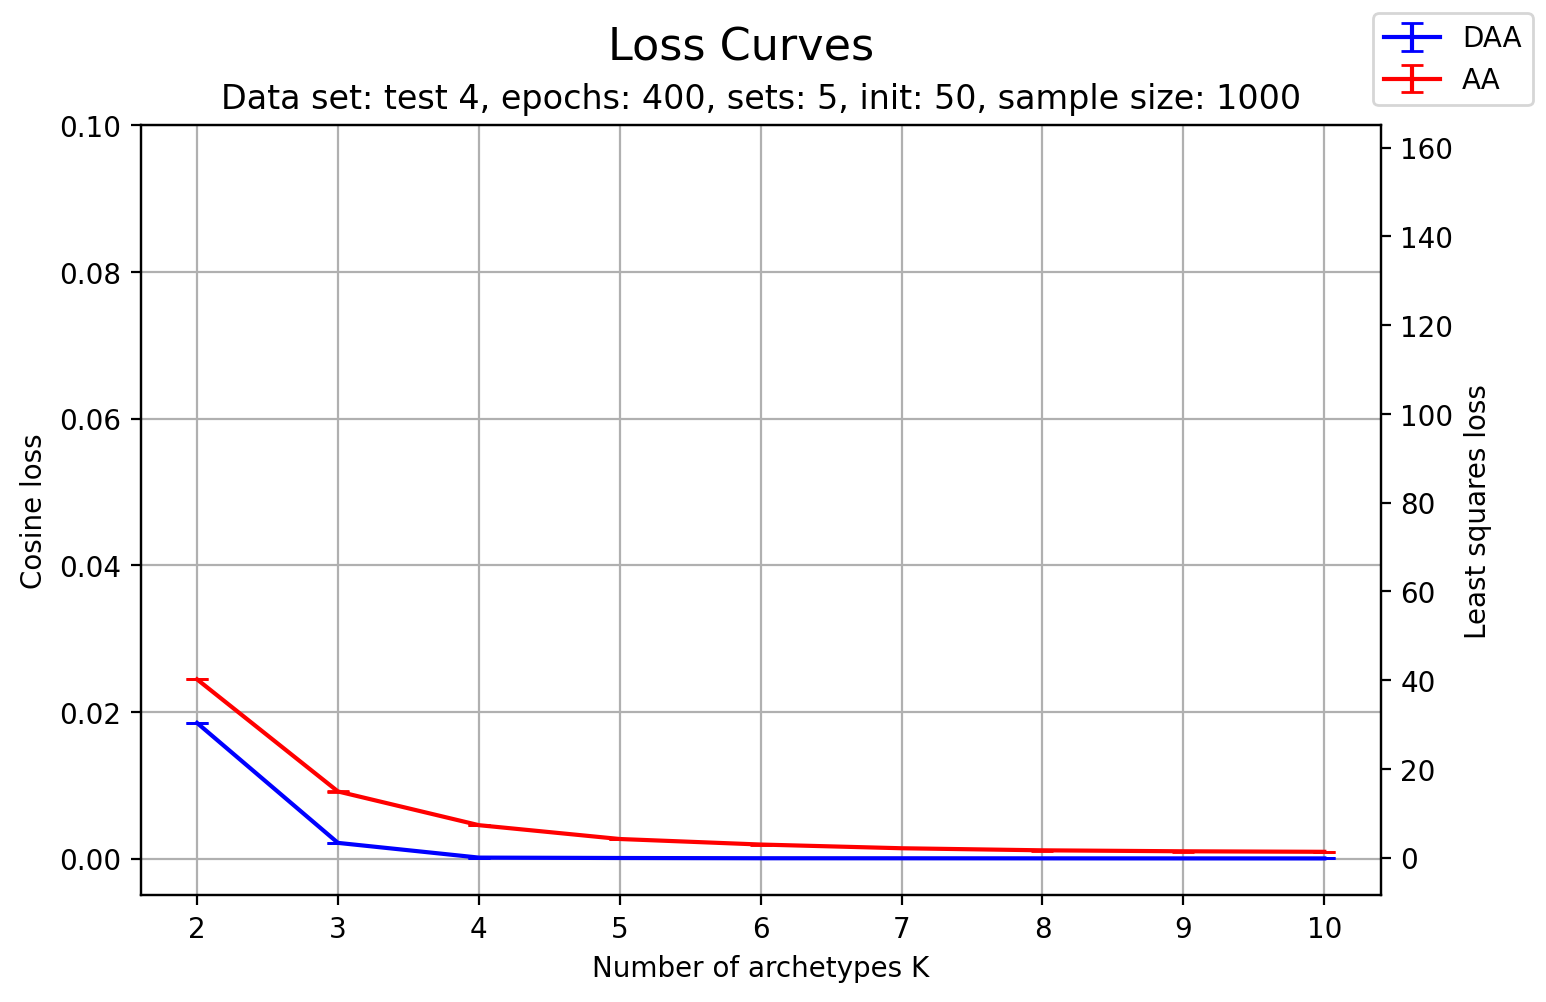 Loss Curves
Data set: test 4, epochs: 400, sets: 5, init: 50, sample size: 1000
DAA
AA
0.10
0.08
0.06
0.04
0.02
0.00
Cosine loss
160
140
120
100
80
60
40
20
0
Least squares loss
2 3 4 5 6 7 8 9 10
Number of archetypes K